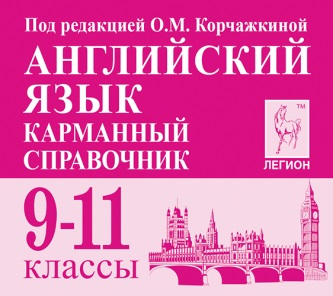 Под редакцией О.М. Корчажкиной
АНГЛИЙСКИЙ
ЯЗЫК
КАРМАННЫЙ
СПРАВОЧНИК
TM
ЛЕГИОН
9-11
классы